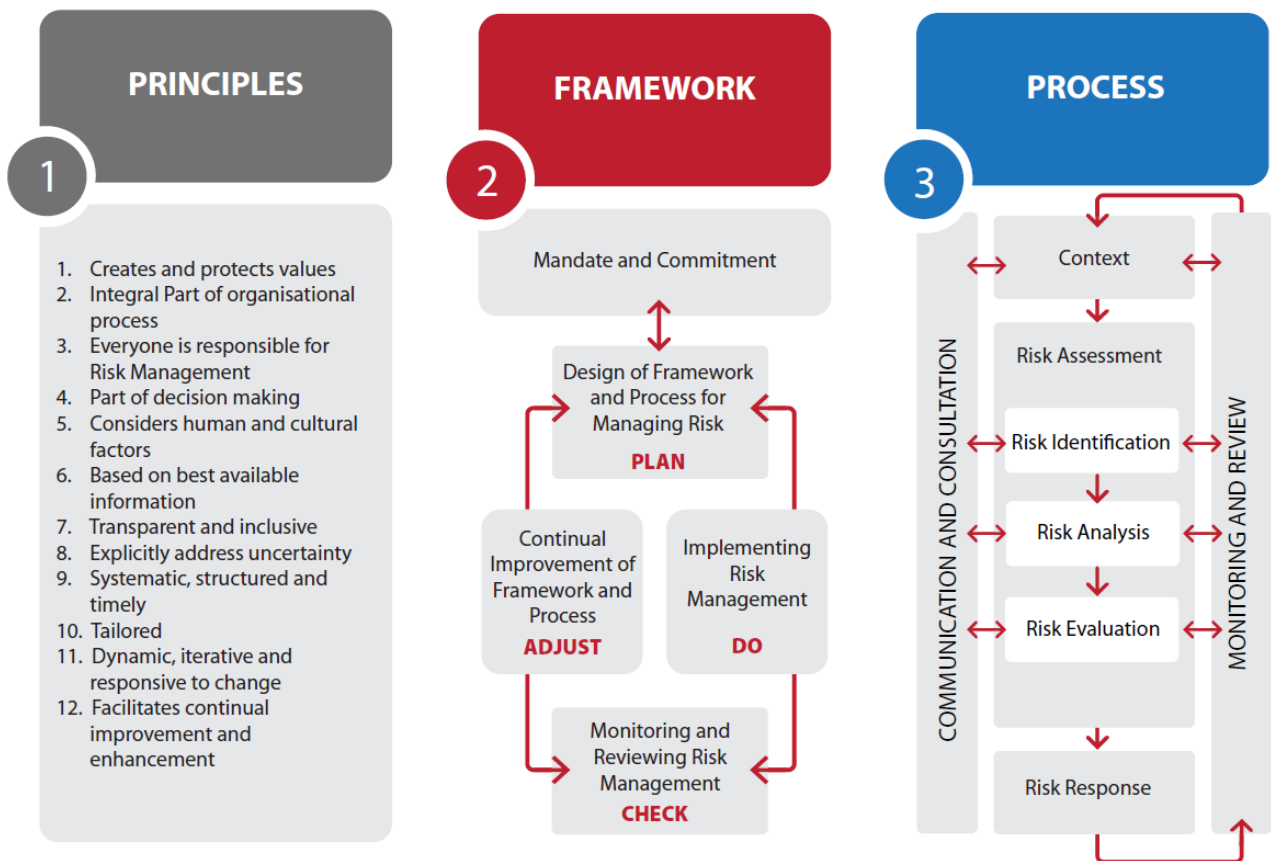 PRINCIPLES
1
1. Creates and protects values
2. Integral Part of organisational
process
3. Everyone is responsible for
Risk Management
4. Part of decision making
5. Considers human and cultural
factors
6. Based on best available
information
7. Transparent and inclusive
8. Explicitly address uncertainty
9. Systematic, structured and
timely
10. Tailored
11. Dynamic, iterative and
responsive to change
12. Facilitates continual
improvement and
enhancement
FRAMEWORK
2
Mandate and Commitment
Design of Framework
and Process for
Managing Risk
PLAN
Continual
Improvement of
Framework and
Process
ADJUST
Implementing
Risk
Management
DO
Monitoring and
Reviewing Risk
Management
CHECK
PROCESS
3
COMMUNICATION AND CONSULTATION
Context
Risk Assessment
Risk Identification
Risk Analysis
Risk Evaluation
Risk Response
MONITORING AND REVIEW